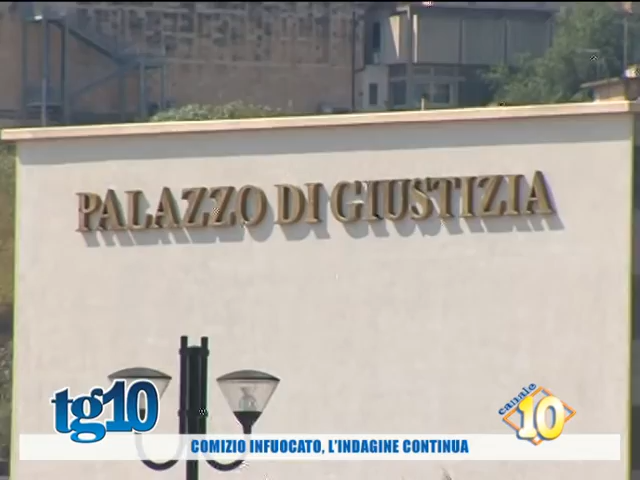 PALAZZO DI GIUSTIZIA
tg10
canale
10
COMIZIO INFUOCATO, L'INDAGINE CONTINUA